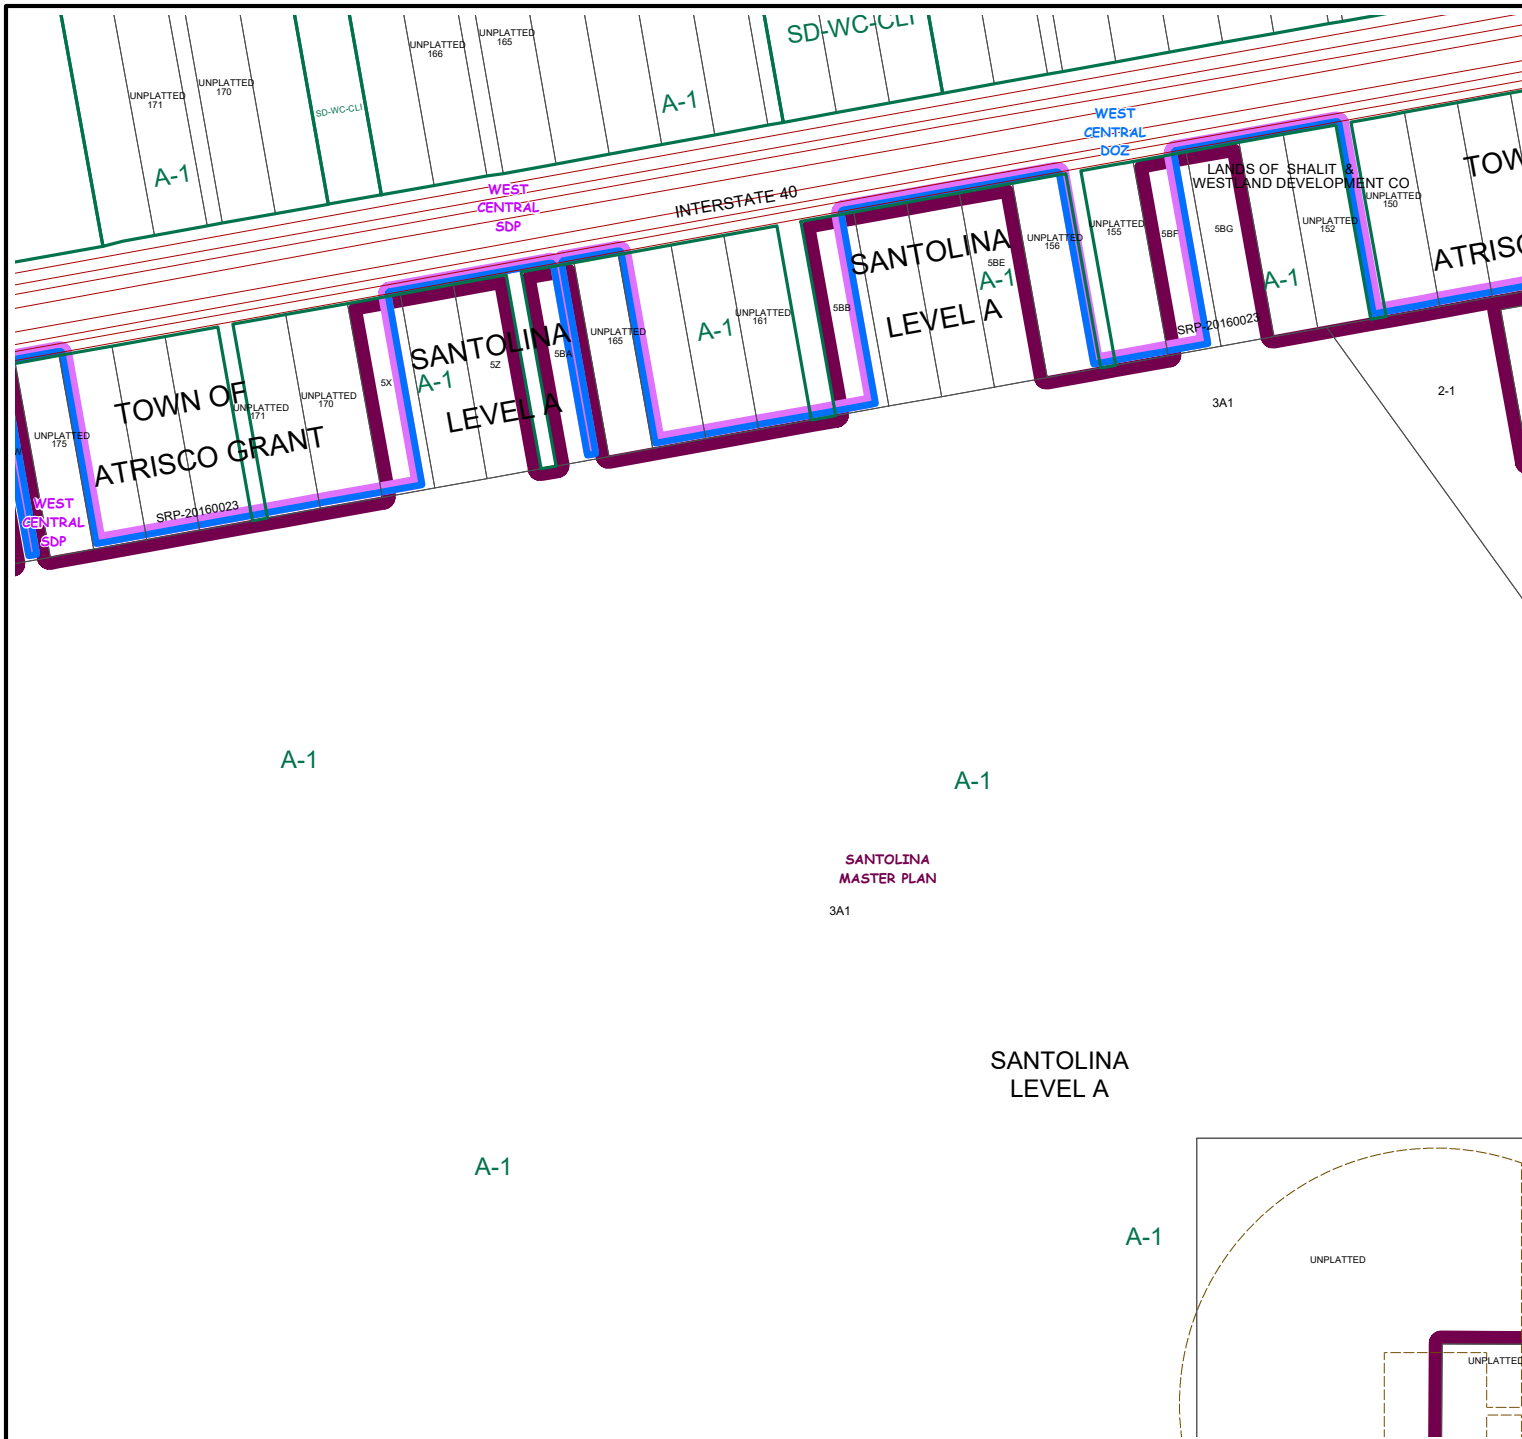 SD-WC-CLI
UNPLATTED
165
UNPLATTED
166
UNPLATTED
170
UNPLATTED
171
SD-WC-CLI
A-1
A-1
WEST
CENTRAL
DOZ
WEST
CENTRAL
SDP
INTERSTATE 40
LANDS OF SHALIT &
WESTLAND DEVELOPMENT CO
UNPLATTED
150
UNPLATTED
152
5BG
5BF
UNPLATTED
155
UNPLATTED
156
A-1
SRP-20160023
SANTOLINA
5BE
A-1
LEVEL A
5BB
UNPLATTED
161
A-1
UNPLATTED
165
5BA
SANTOLINA
5Z
A-1
LEVEL A
5X
UNPLATTED
170
UNPLATTED
171
TOWN OF
ATRISCO GRANT
UNPLATTED
175
SRP-20160023
WEST
CENTRAL
SDP
3A1
2-1
A-1
A-1
SANTOLINA
MASTER PLAN
3A1
SANTOLINA
LEVEL A
A-1
A-1
UNPLATTED
UNPLATTED